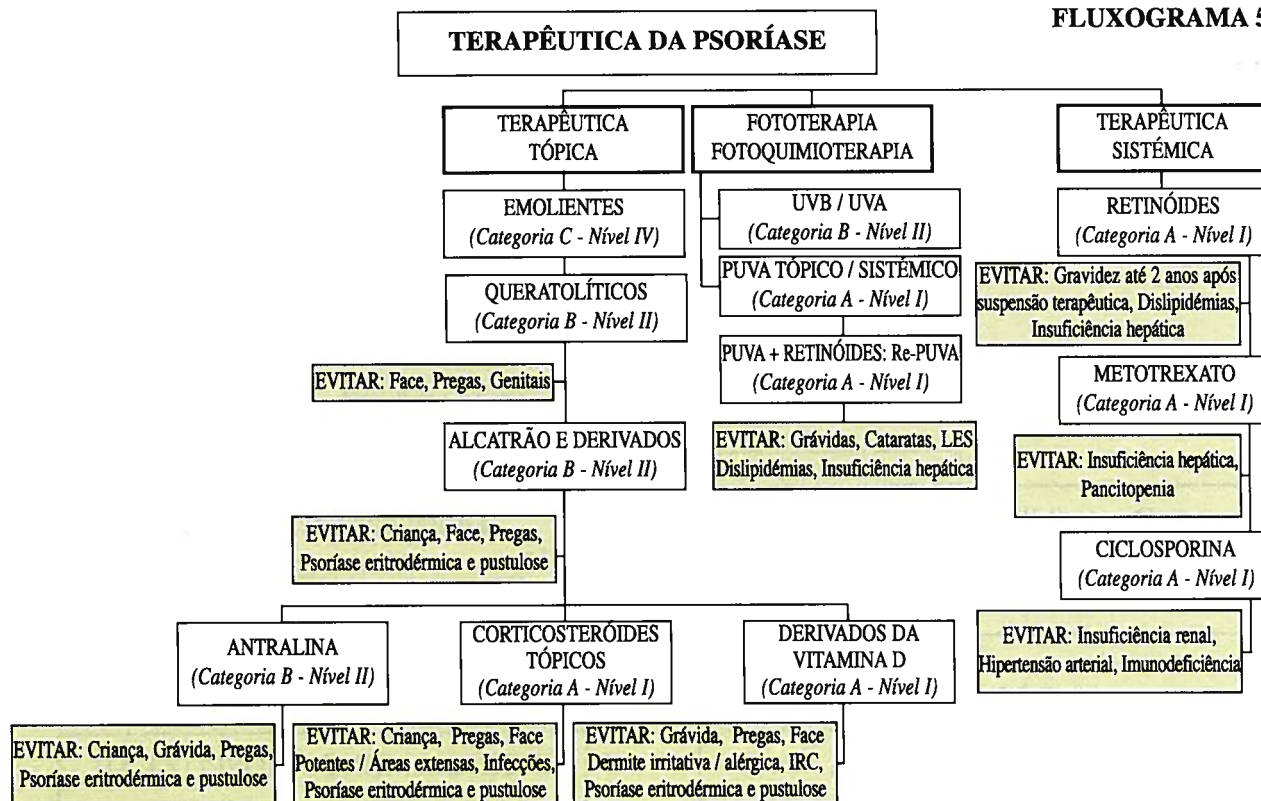 FLUXOGRAMA 5
TERAPÊUTICA DA PSORÍASE
TERAPÊUTICA
TÓPICA
EMOLIENTES
(Categoria C - Nível IV)
QUERATOLÍTICOS
(Categoria B - Nível II)
EVITAR: Face, Pregas, Genitais
ALCATRÃO E DERIVADOS
(Categoria B - Nível II)
EVITAR: Criança, Face, Pregas,
Psoríase eritrodérmica e pustulose
ANTRALINA
(Categoria B - Nível II)
EVITAR: Criança, Grávida, Pregas,
Psoríase eritrodérmica e pustulose
CORTICOSTERÓIDES
TÓPICOS
(Categoria A - Nível I)
EVITAR: Criança, Pregas, Face
Potentes / Áreas extensas, Infecções,
Psoríase eritrodérmica e pustulose
DERIVADOS DA
VITAMINA D
(Categoria A - Nível I)
EVITAR: Grávida, Pregas, Face
Dermite irritativa / alérgica, IRC,
Psoríase eritrodérmica e pustulose
FOTOTERAPIA
FOTOQUIMIOTERAPIA
UVB / UVA
(Categoria B - Nível II)
PUVA TÓPICO / SISTÉMICO
(Categoria A - Nível I)
PUVA + RETINÓIDES: Re-PUVA
(Categoria A - Nível I)
EVITAR: Grávidas, Cataratas, LES
Dislipidémias, Insuficiência hepática
TERAPÊUTICA
SISTÉMICA
RETINÓIDES
(Categoria A - Nível I)
EVITAR: Gravidez até 2 anos após
suspensão terapêutica, Dislipidémias,
Insuficiência hepática
METOTREXATO
(Categoria A - Nível I)
EVITAR: Insuficiência hepática,
Pancitopenia
CICLOSPORINA
(Categoria A - Nível I)
EVITAR: Insuficiência renal,
Hipertensão arterial, Imunodeficiência